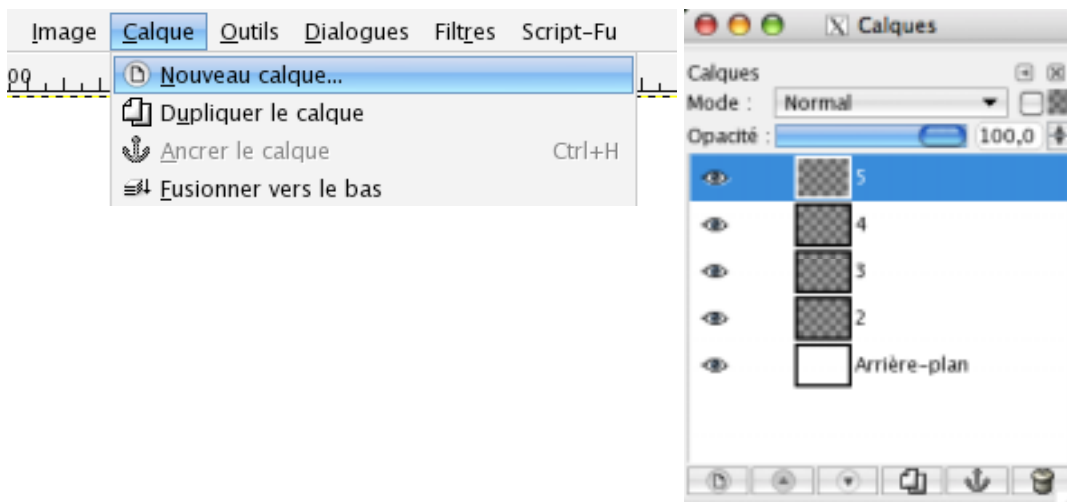 Image Calque Outils Dialogues Filtres Script-Fu
Nouveau calque...
Dupliquer le calque
Ancrer le calque Ctrl+H
Fusionner vers le bas
Calques
Calques
Mode : Normal
Opacité : 100,0
5
4
3
2
Arrière-plan